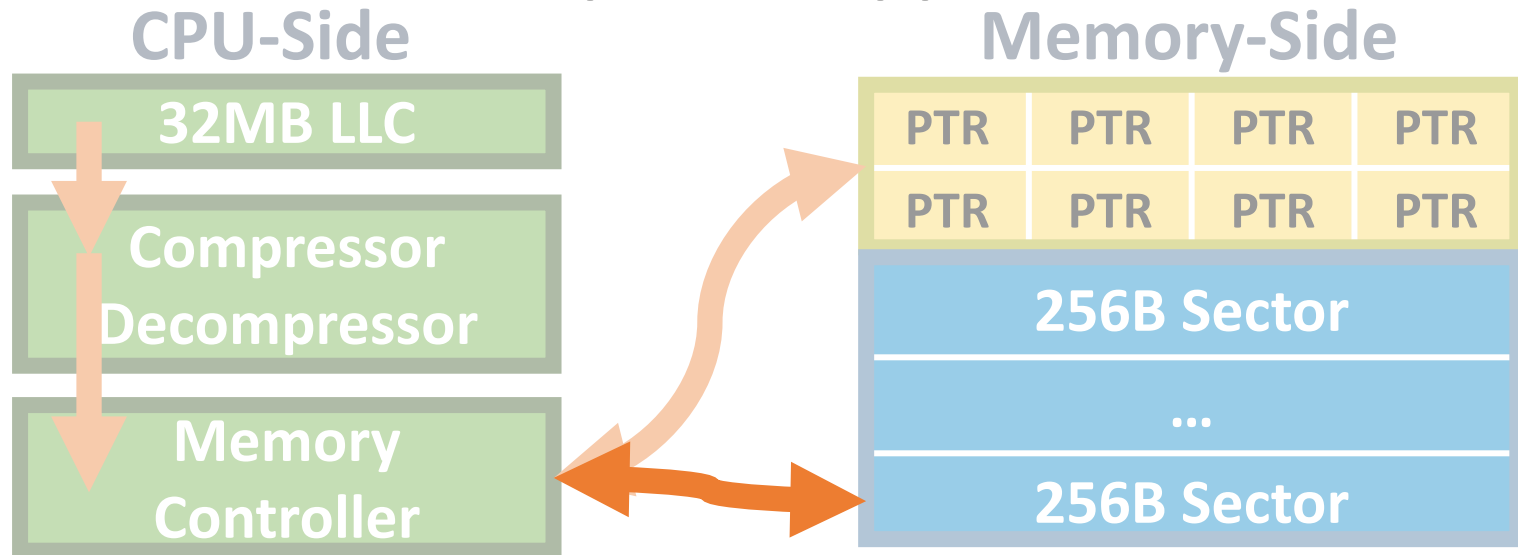 CPU-Side
Memory-Side
32MB LLC
Compressor
Decompressor
Memory
Controller
PTR PTR PTR PTR
PTR PTR PTR PTR
256B Sector
...
256B Sector